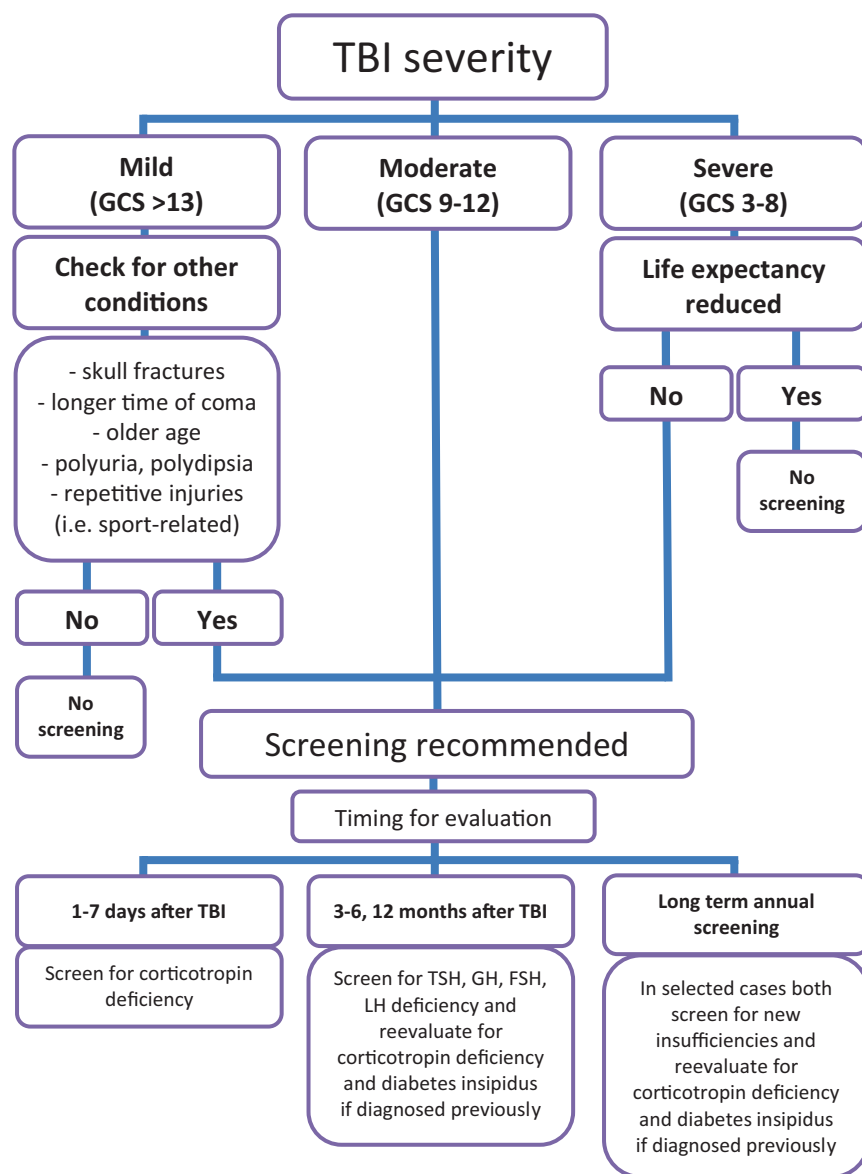 TBI severity
Mild
(GCS >13)
Moderate
(GCS 9-12)
Severe
(GCS 3-8)
Check for other
conditions
Life expectancy
reduced
- skull fractures
- longer time of coma
- older age
- polyuria, polydipsia
- repetitive injuries
(i.e. sport-related)
No
Yes
No
screening
No
Yes
No
screening
Screening recommended
Timing for evaluation
1-7 days after TBI
Screen for corticotropin
deficiency
3-6, 12 months after TBI
Screen for TSH, GH, FSH,
LH deficiency and
reevaluate for
corticotropin deficiency
and diabetes insipidus
if diagnosed previously
Long term annual
screening
In selected cases both
screen for new
insufficiencies and
reevaluate for
corticotropin deficiency
and diabetes insipidus
if diagnosed previously